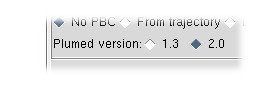 No PBC From trajectory
Plumed version: 1.3 2.0